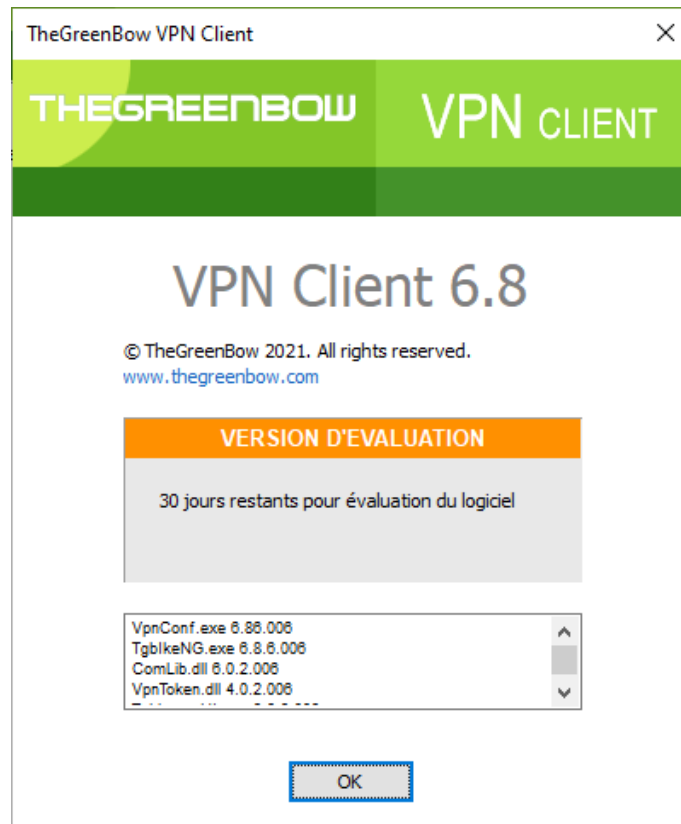 TheGreenBow VPN Client
THEGREENBOW
VPN CLIENT
VPN Client 6.8
© TheGreenBow 2021. All rights reserved.
www.thegreenbow.com
VERSION D'EVALUATION
30 jours restants pour évaluation du logiciel
VpnConf.exe 6.86.006
TgbIkeNG.exe 6.8.6.006
ComLib.dll 6.0.2.006
VpnToken.dll 4.0.2.006
OK